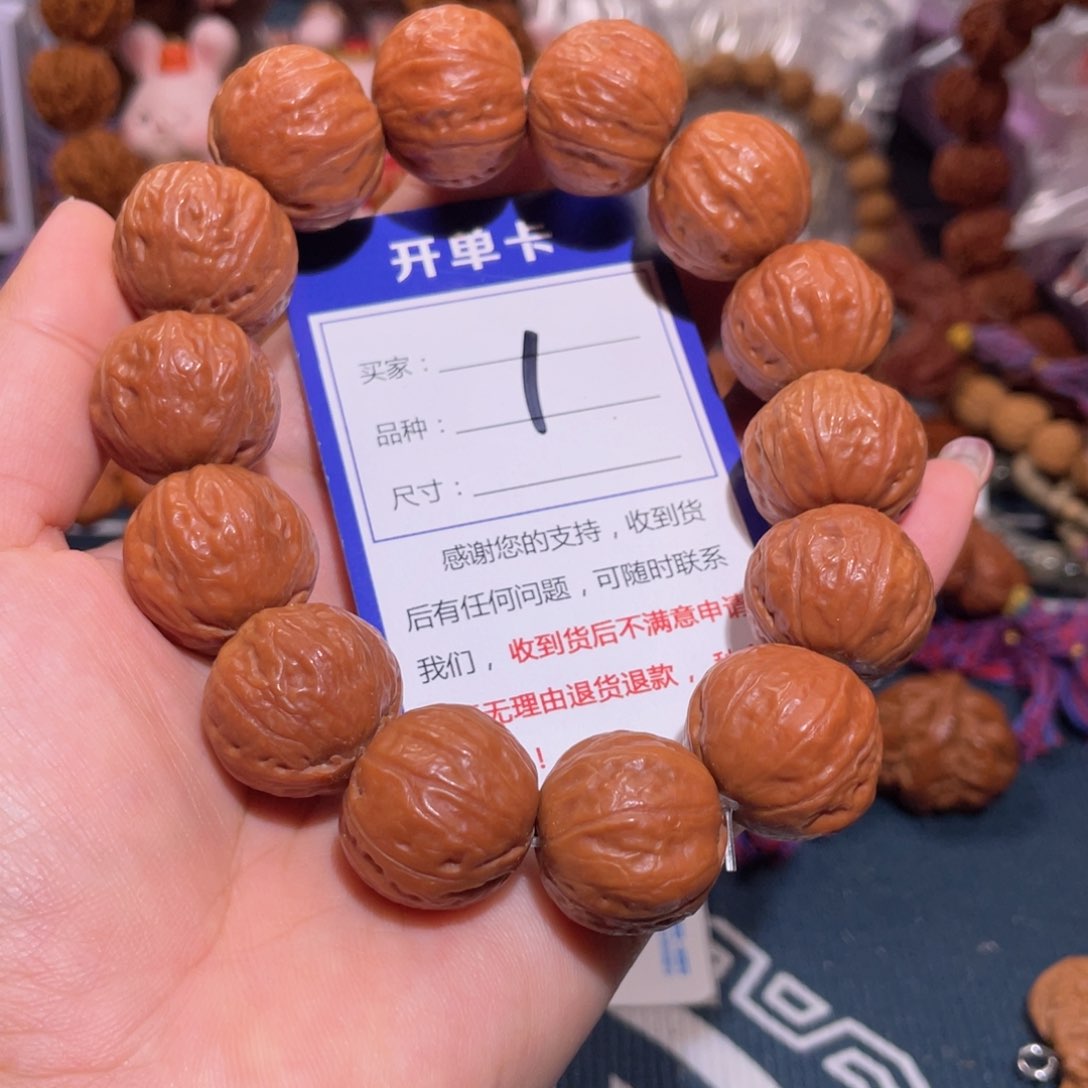 开单卡
买家：
品种：
尺寸：
1
感谢您的支持，收到货
后有任何问题，可随时联系
我们，收到货后不满意申请
无理由退货退款，
！